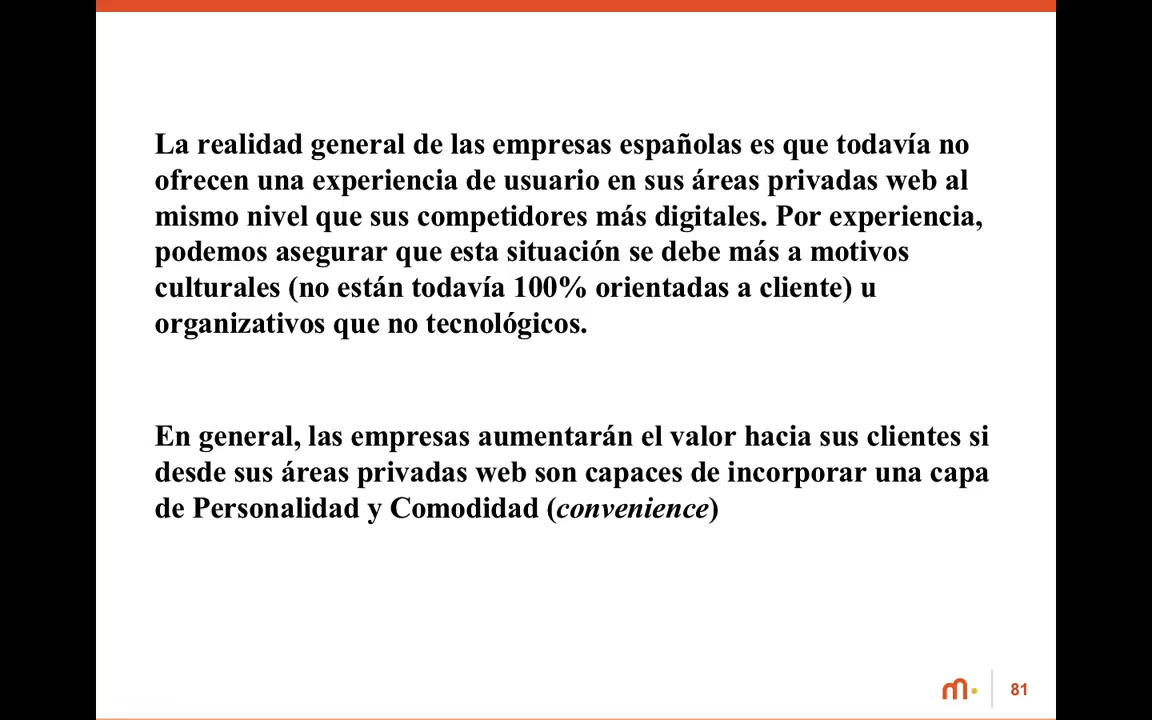 La realidad general de las empresas españolas es que todavía no
ofrecen una experiencia de usuario en sus áreas privadas web al
mismo nivel que sus competidores más digitales. Por experiencia,
podemos asegurar que esta situación se debe más a motivos
culturales (no están todavía 100% orientadas a cliente) u
organizativos que no tecnológicos.
En general, las empresas aumentarán el valor hacia sus clientes si
desde sus áreas privadas web son capaces de incorporar una capa
de Personalidad y Comodidad (convenience)
m.
81